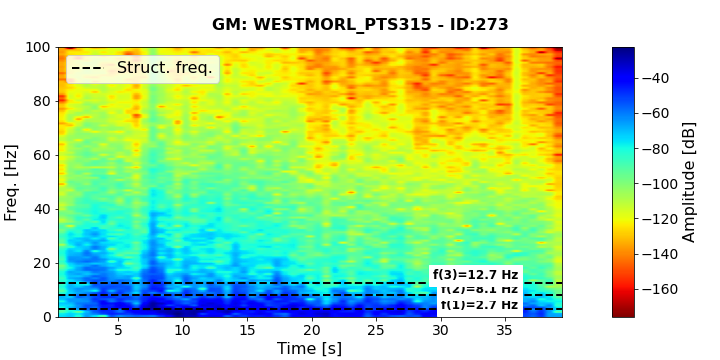 GM: WESTMORL_PTS315 - ID:273
Struct. freq.
Freq. [Hz]
100
80
60
40
20
0
f(3)=12.7 Hz
f(2)=8.1 Hz
f(1)=2.7 Hz
5 10 15 20 25 30 35
Time [s]
−40
−60
−80
−100
−120
−140
−160
Amplitude [dB]